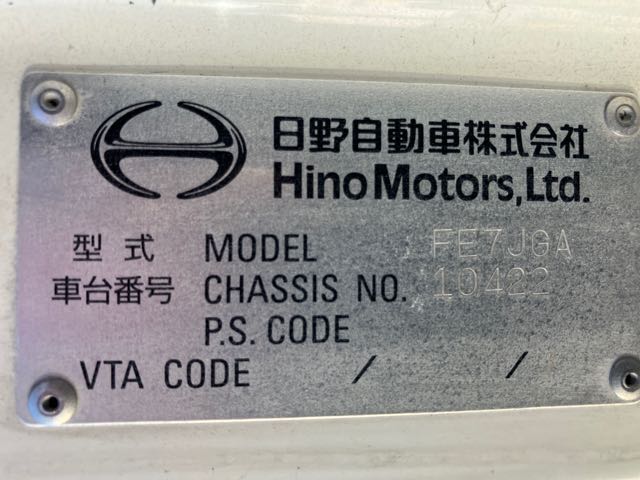 日野自動車株式会社
Hino Motors, Ltd.
型式 MODEL FE7JGA
車台番号 CHASSIS NO. 10422
P.S. CODE
VTA CODE / /